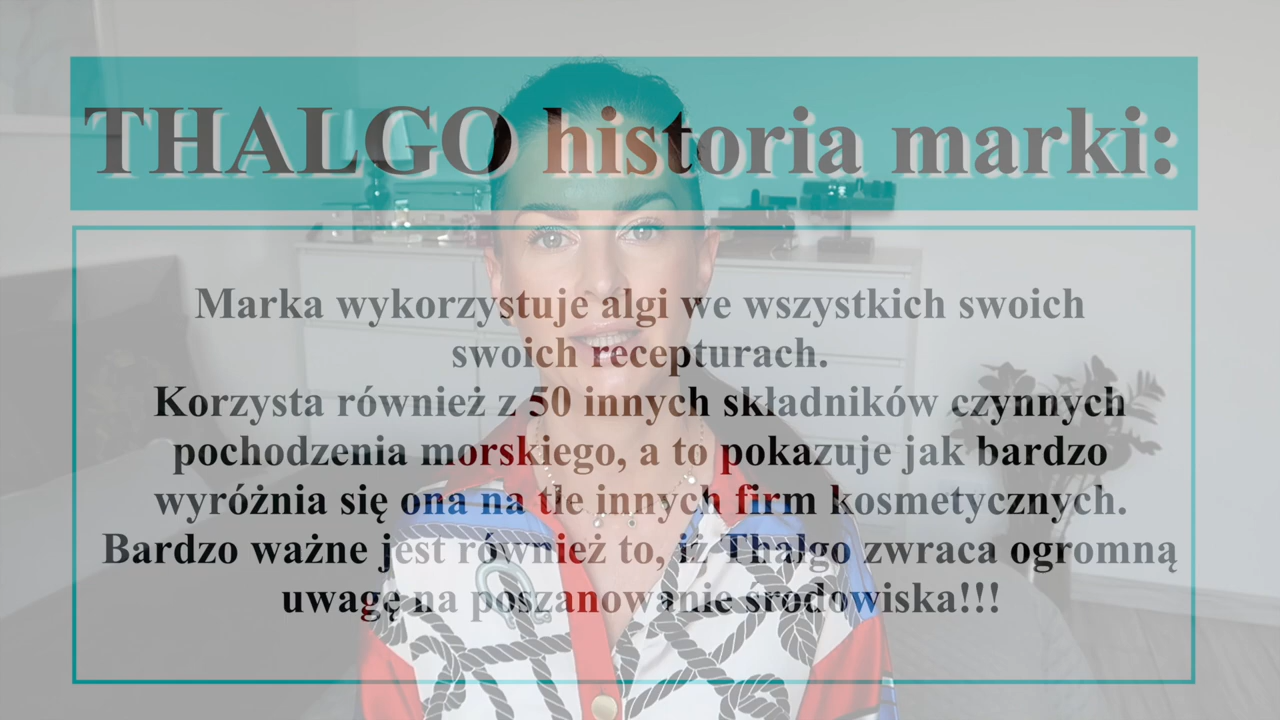 THALGO historia marki:
Marka wykorzystuje algi we wszystkich swoich
swoich recepturach.
Korzysta również z 50 innych składników czynnych
pochodzenia morskiego, a to pokazuje jak bardzo
wyróżnia się ona na tle innych firm kosmetycznych.
Bardzo ważne jest również to, iż Thalgo zwraca ogromną
uwagę na poszanowanie środowiska!!!